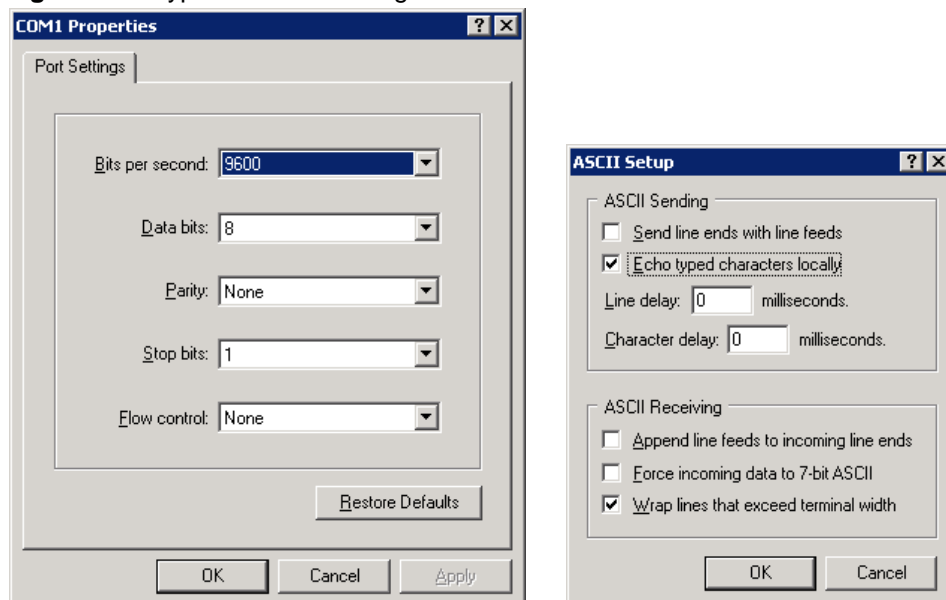 COM1 Properties
Port Settings
Bits per second: 9600
Data bits: 8
Parity: None
Stop bits: 1
Flow control: None
Restore Defaults
OK Cancel Apply
ASCII Setup
ASCII Sending
Send line ends with line feeds
Echo typed characters locally
Line delay: 0 milliseconds.
Character delay: 0 milliseconds.
ASCII Receiving
Append line feeds to incoming line ends
Force incoming data to 7-bit ASCII
Wrap lines that exceed terminal width
OK Cancel